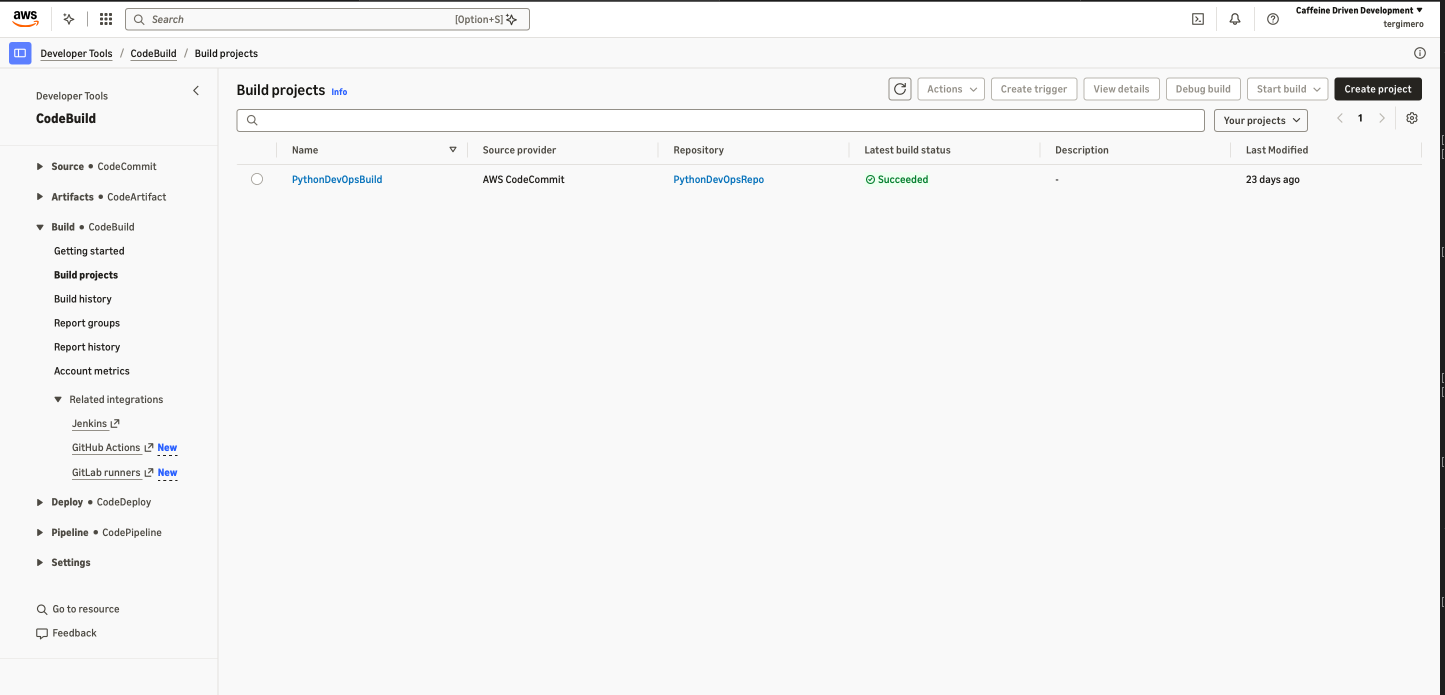 aws
Search [Option+S]
Caffeine Driven Development
tergimero
Developer Tools / CodeBuild / Build projects
Developer Tools
CodeBuild
Source • CodeCommit
Artifacts • CodeArtifact
Build • CodeBuild
Getting started
Build projects
Build history
Report groups
Report history
Account metrics
Related integrations
Jenkins
GitHub Actions New
GitLab runners New
Deploy • CodeDeploy
Pipeline • CodePipeline
Settings
Go to resource
Feedback
Build projects Info
Actions Create trigger View details Debug build Start build Create project
Your projects 1
Name Source provider Repository Latest build status Description Last Modified
PythonDevOpsBuild AWS CodeCommit PythonDevOpsRepo Succeeded - 23 days ago